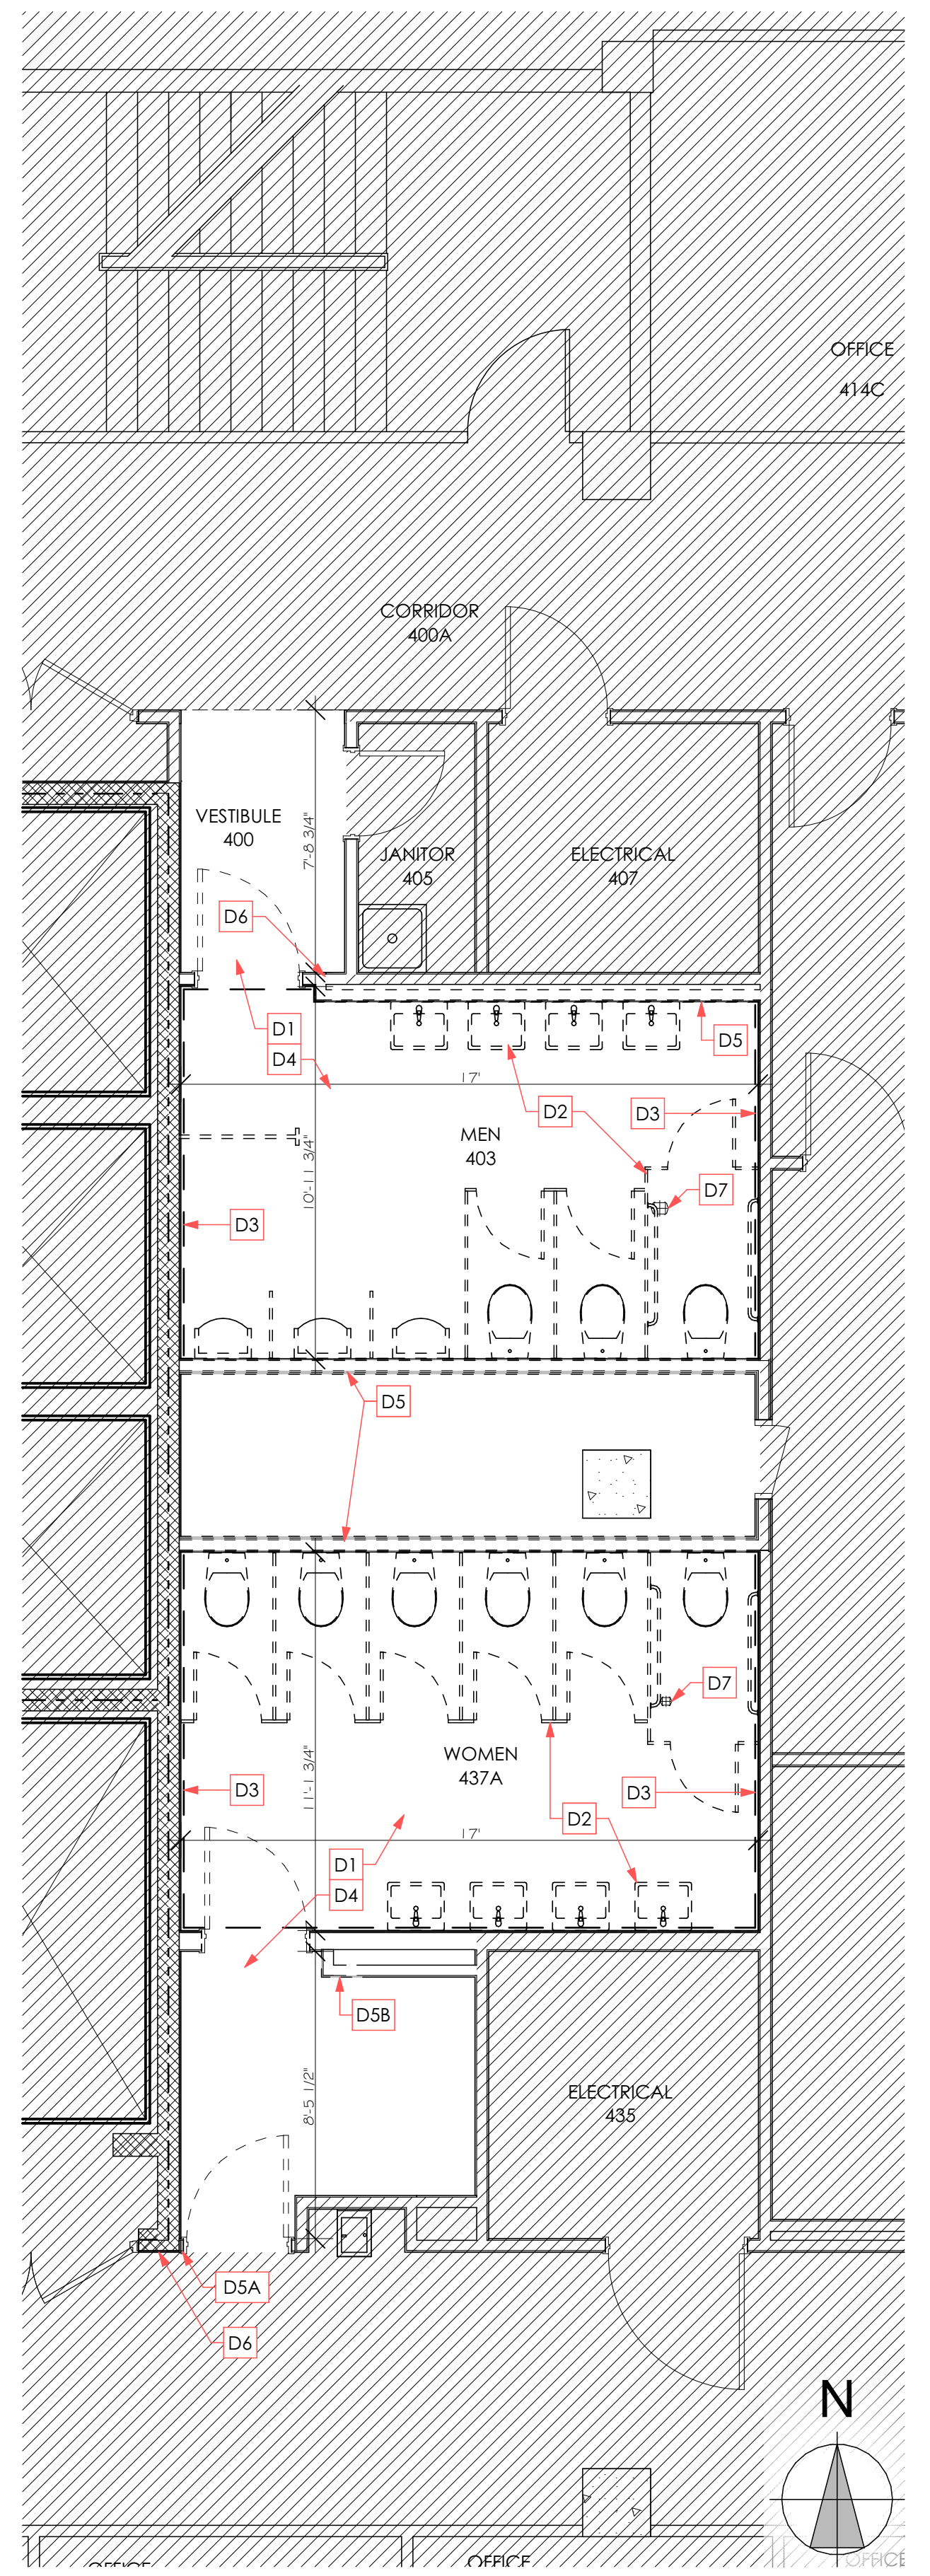 OFFICE
414C
CORRIDOR
400A
VESTIBULE
400
7'-8 3/4"
JANITOR
405
ELECTRICAL
407
D6
D1
D4
D5
17'
D2
D3
MEN
403
10'-11 3/4"
D7
D3
D5
D7
WOMEN
437A
11'-1 3/4"
D3
D3
D2
17'
D1
D4
D5B
8'-5 1/2"
ELECTRICAL
435
D5A
D6
N
OFFICE
OFFICE
OFFICE